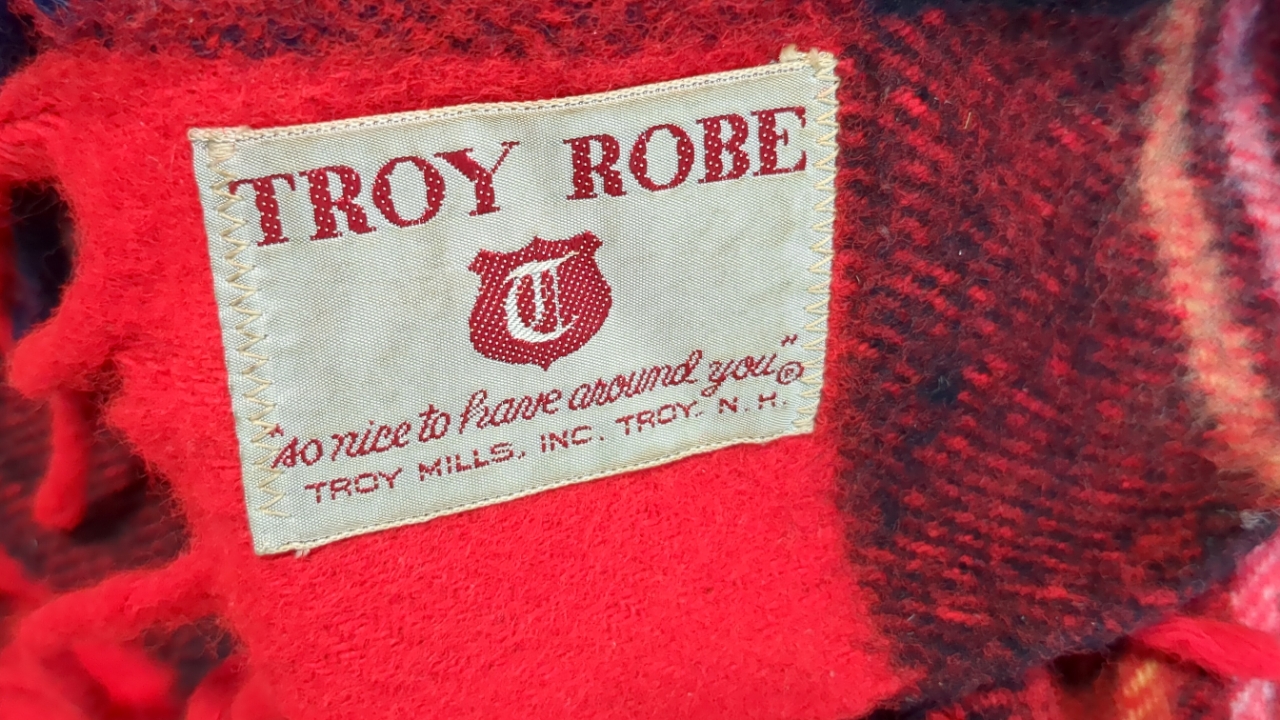 TROY ROBE
T
"so nice to have around you"®
TROY MILLS, INC. TROY, N.H.